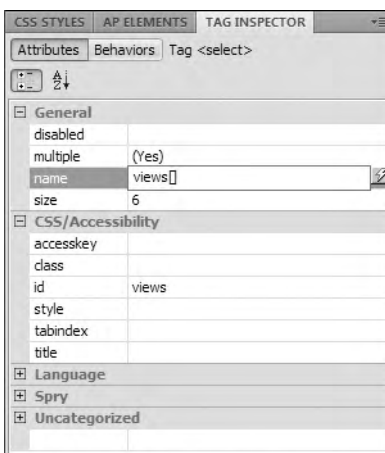 CSS STYLES AP ELEMENTS TAG INSPECTOR
Attributes Behaviors Tag <select>
A Z
General
disabled
multiple (Yes)
name views[]
size 6
CSS/Accessibility
accesskey
class
id views
style
tabindex
title
Language
Spry
Uncategorized